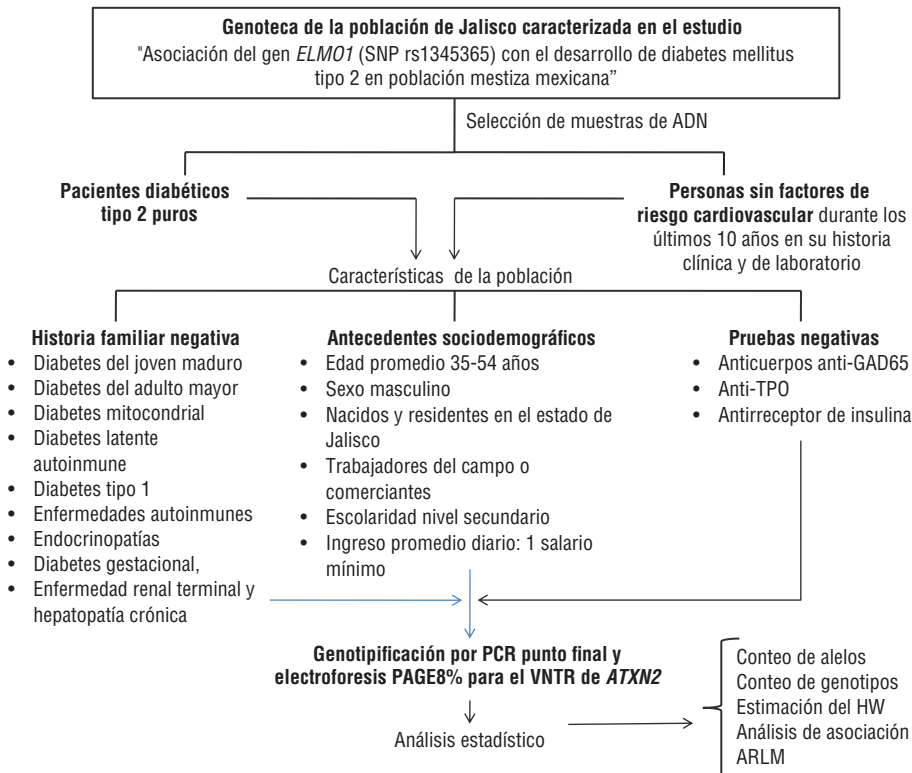 Genoteca de la población de Jalisco caracterizada en el estudio
"Asociación del gen ELMO1 (SNP rs1345365) con el desarrollo de diabetes mellitus
tipo 2 en población mestiza mexicana”
Selección de muestras de ADN
Pacientes diabéticos
tipo 2 puros
Personas sin factores de
riesgo cardiovascular durante los
últimos 10 años en su historia
clínica y de laboratorio
Características de la población
Historia familiar negativa
• Diabetes del joven maduro
• Diabetes del adulto mayor
• Diabetes mitocondrial
• Diabetes latente
autoinmune
• Diabetes tipo 1
• Enfermedades autoinmunes
• Endocrinopatías
• Diabetes gestacional,
• Enfermedad renal terminal y
hepatopatía crónica
Antecedentes sociodemográficos
• Edad promedio 35-54 años
• Sexo masculino
• Nacidos y residentes en el estado de
Jalisco
• Trabajadores del campo o
comerciantes
• Escolaridad nivel secundario
• Ingreso promedio diario: 1 salario
mínimo
Pruebas negativas
• Anticuerpos anti-GAD65
• Anti-TPO
• Antirreceptor de insulina
Genotipificación por PCR punto final y
electroforesis PAGE8% para el VNTR de ATXN2
Análisis estadístico
Conteo de alelos
Conteo de genotipos
Estimación del HW
Análisis de asociación
ARLM